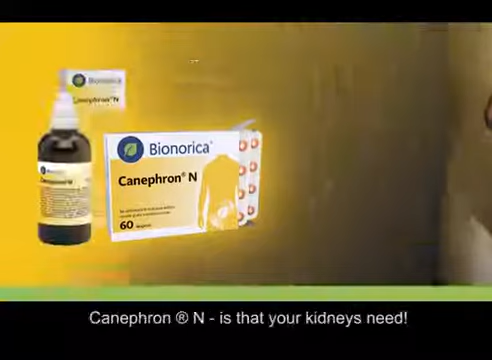 Bionorica
Canephron® N
Bionorica®
Canephron® N
60
Canephron ® N - is that your kidneys need!